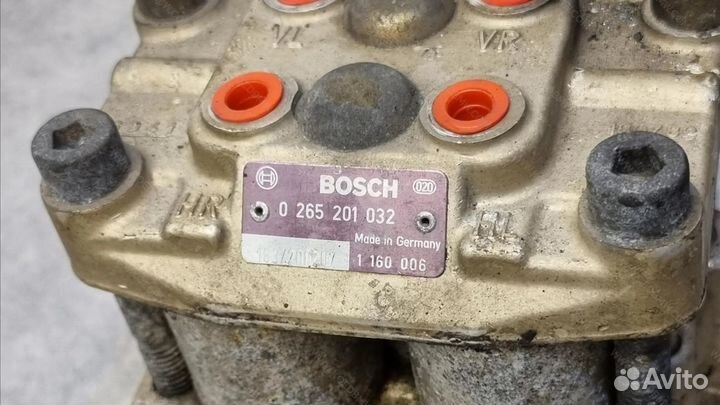 VL
VR
BOSCH
020
0 265 201 032
HR
HL
Made in Germany
1 160 006
Avito